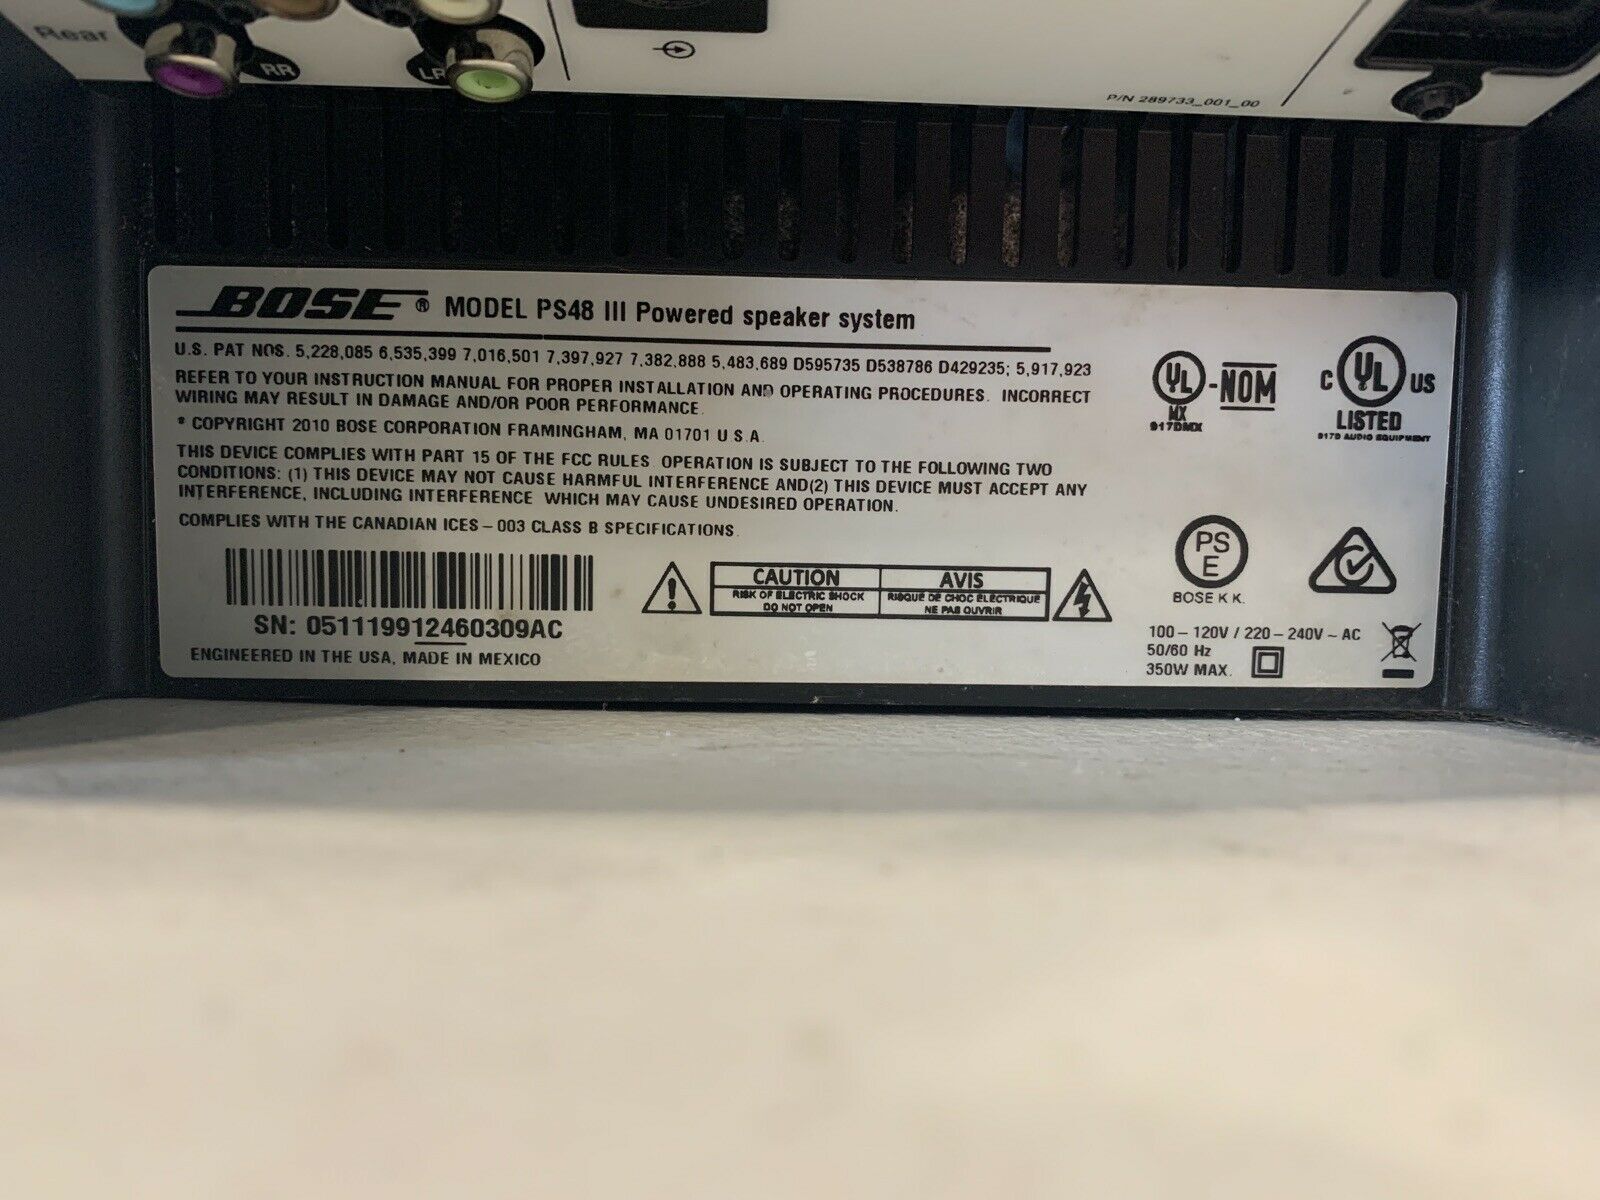 Rear
RR
LR
P/N 289733_001_00
BOSE® MODEL PS48 III Powered speaker system
U.S. PAT NOS. 5,228,085 6,535,399 7,016,501 7,397,927 7,382,888 5,483,689 D595735 D538786 D429235; 5,917,923
REFER TO YOUR INSTRUCTION MANUAL FOR PROPER INSTALLATION AND OPERATING PROCEDURES. INCORRECT
WIRING MAY RESULT IN DAMAGE AND/OR POOR PERFORMANCE.
* COPYRIGHT 2010 BOSE CORPORATION FRAMINGHAM, MA 01701 U S A.
THIS DEVICE COMPLIES WITH PART 15 OF THE FCC RULES OPERATION IS SUBJECT TO THE FOLLOWING TWO
CONDITIONS: (1) THIS DEVICE MAY NOT CAUSE HARMFUL INTERFERENCE AND(2) THIS DEVICE MUST ACCEPT ANY
INTERFERENCE, INCLUDING INTERFERENCE WHICH MAY CAUSE UNDESIRED OPERATION.
COMPLIES WITH THE CANADIAN ICES-003 CLASS B SPECIFICATIONS.
SN: 051119912460309AC
ENGINEERED IN THE USA, MADE IN MEXICO
CAUTION
RISK OF ELECTRIC SHOCK
DO NOT OPEN
AVIS
RISQUE DE CHOC ELECTRIQUE
NE PAS OUVRIR
UL-NOM
MX
917DMX
C UL US
LISTED
917D AUDIO EQUIPMENT
PS
E
BOSE K K.
100-120V / 220-240V ~ AC
50/60 Hz
350W MAX.